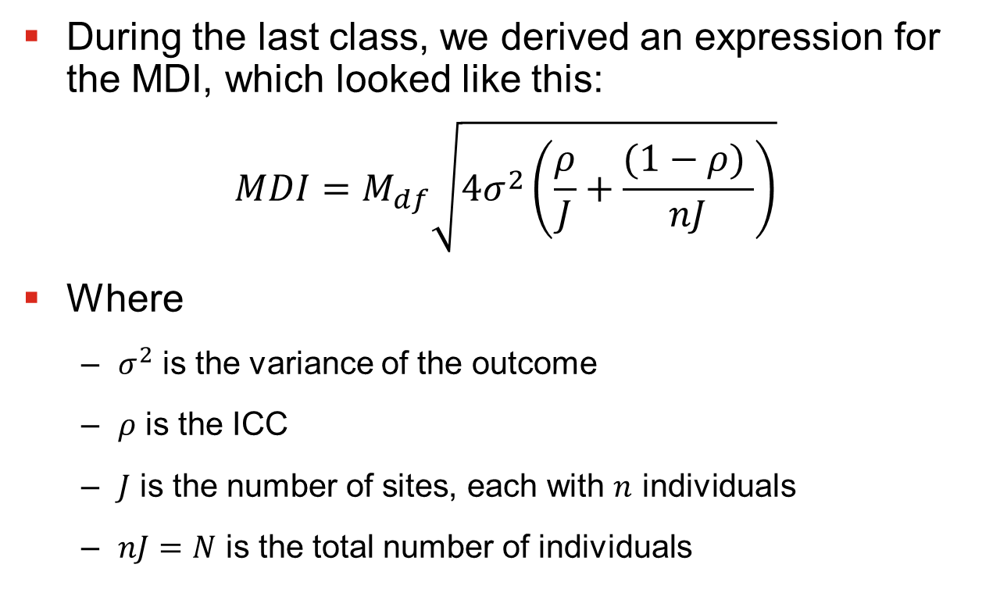 ▪ During the last class, we derived an expression for
the MDI, which looked like this:
$MDI = M_{df} \sqrt{4\sigma^2 \left( \frac{\rho}{J} + \frac{(1 - \rho)}{nJ} \right)}$
▪ Where
– $\sigma^2$ is the variance of the outcome
– $\rho$ is the ICC
– $J$ is the number of sites, each with $n$ individuals
– $nJ = N$ is the total number of individuals